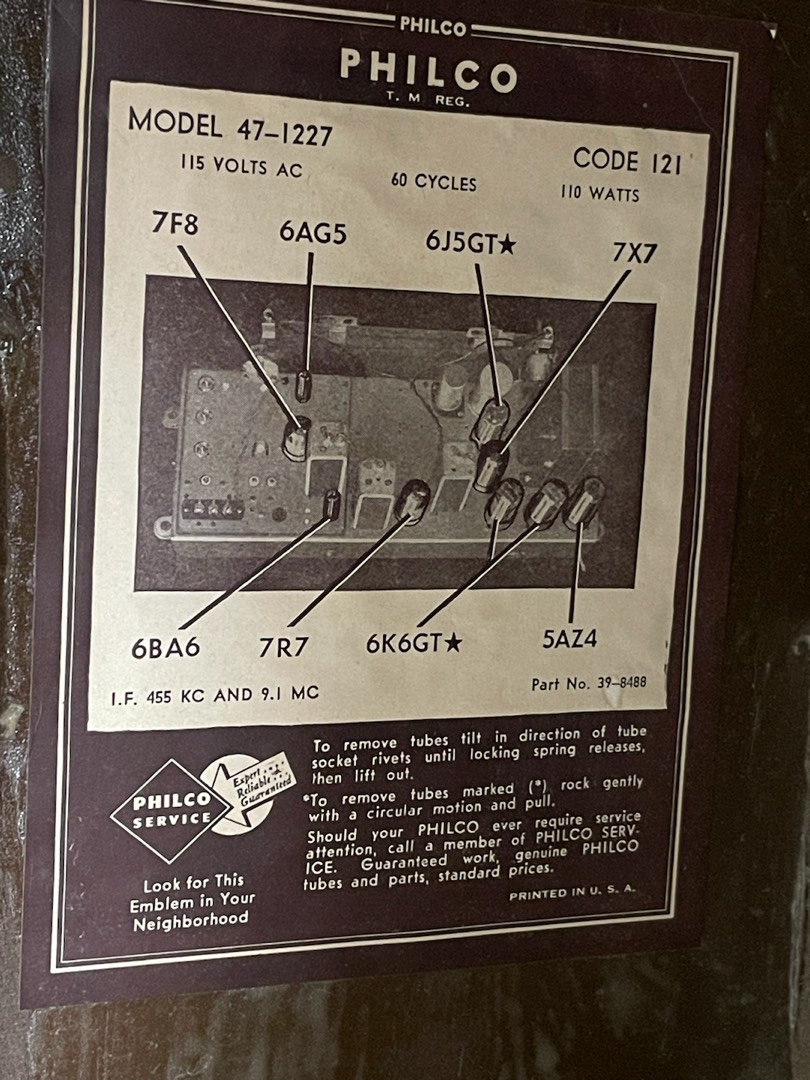 PHILCO
PHILCO
T. M. REG.
MODEL 47-1227
CODE 121
115 VOLTS AC
60 CYCLES
110 WATTS
7F8
6AG5
6J5GT★
7X7
6BA6
7R7
6K6GT★
5AZ4
I.F. 455 KC AND 9.1 MC
Part No. 39-8488
To remove tubes tilt in direction of tube
socket rivets until locking spring releases,
then lift out.
*To remove tubes marked (*) rock gently
with a circular motion and pull.
Should your PHILCO ever require service
attention, call a member of PHILCO SERV-
ICE. Guaranteed work, genuine PHILCO
tubes and parts, standard prices.
PRINTED IN U. S. A.
PHILCO
SERVICE
Expert
Reliable
Guaranteed
Look for This
Emblem in Your
Neighborhood